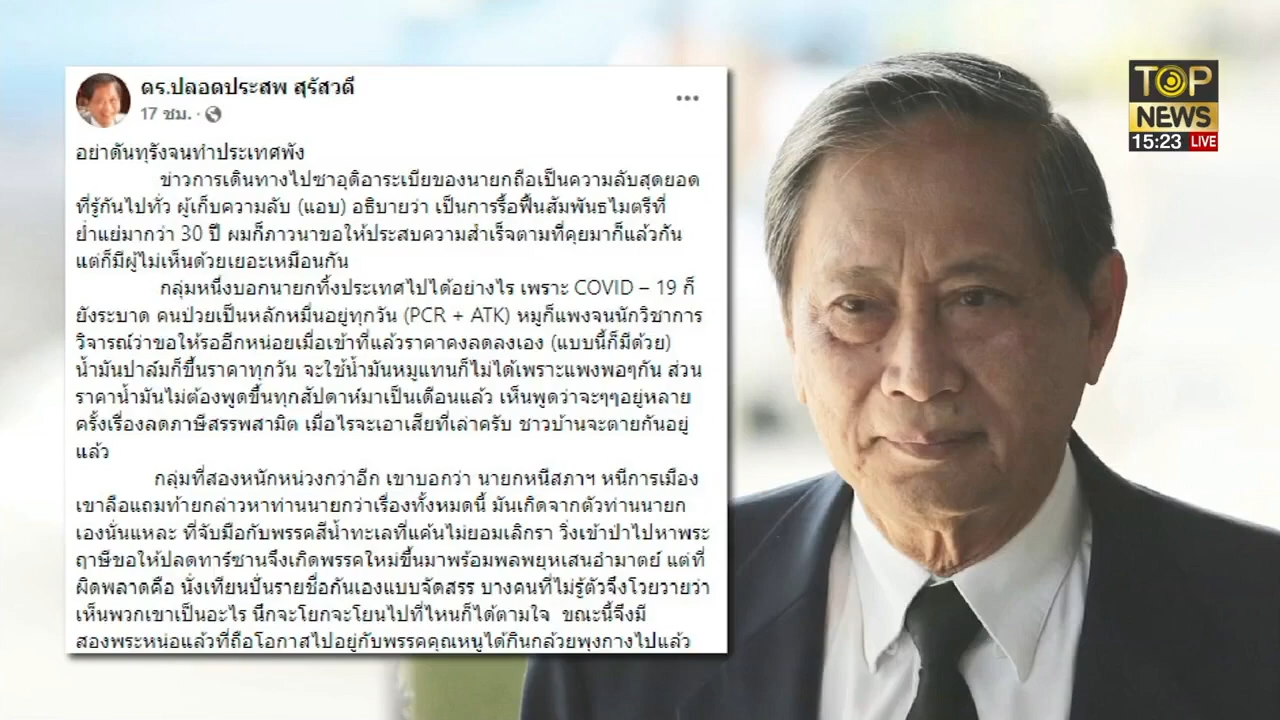 ดร.ปลอดประสพ สุรัสวดี
17 ชม. ·
อย่าดันทุรังจนทำประเทศพัง
ข่าวการเดินทางไปซาอุดิอาระเบียของนายกถือเป็นความลับสุดยอด
ที่รู้กันไปทั่ว ผู้เก็บความลับ (แอบ) อธิบายว่า เป็นการรื้อฟื้นสัมพันธไมตรีที่
ย่ำแย่มากว่า 30 ปี ผมก็ภาวนาขอให้ประสบความสำเร็จตามที่คุยมาก็แล้วกัน
แต่ก็มีผู้ไม่เห็นด้วยเยอะเหมือนกัน
กลุ่มหนึ่งบอกนายกทิ้งประเทศไปได้อย่างไร เพราะ COVID – 19 ก็
ยังระบาด คนป่วยเป็นหลักหมื่นอยู่ทุกวัน (PCR + ATK) หมูก็แพงจนนักวิชาการ
วิจารณ์ว่าขอให้รออีกหน่อยเมื่อเข้าที่แล้วราคาคงลดลงเอง (แบบนี้ก็มีด้วย)
น้ำมันปาล์มก็ขึ้นราคาทุกวัน จะใช้น้ำมันหมูแทนก็ไม่ได้เพราะแพงพอๆกัน ส่วน
ราคาน้ำมันไม่ต้องพูดขึ้นทุกสัปดาห์มาเป็นเดือนแล้ว เห็นพูดว่าจะๆๆอยู่หลาย
ครั้งเรื่องลดภาษีสรรพสามิต เมื่อไรจะเอาเสียที่เล่าครับ ชาวบ้านจะตายกันอยู่
แล้ว
กลุ่มที่สองหนักหน่วงกว่าอีก เขาบอกว่า นายกหนีสภาฯ หนีการเมือง
เขาลือแถมท้ายกล่าวหาท่านนายกว่าเรื่องทั้งหมดนี้ มันเกิดจากตัวท่านนายก
เองนั่นแหละ ที่จับมือกับพรรคสีน้ำทะเลที่แค้นไม่ยอมเลิกรา วิ่งเข้าป่าไปหาพระ
ฤาษีขอให้ปลดทาร์ซานจึงเกิดพรรคใหม่ขึ้นมาพร้อมพลพยุหเสนอำมาตย์ แต่ที่
ผิดพลาดคือ นั่งเทียนปั่นรายชื่อกันเองแบบจัดสรร บางคนที่ไม่รู้ตัวจึงโวยวายว่า
เห็นพวกเขาเป็นอะไร นึกจะโยกจะโยนไปที่ไหนก็ได้ตามใจ ขณะนี้จึงมี
สองพระหน่อแล้วที่ถือโอกาสไปอยู่กับพรรคคุณหนูได้กินกล้วยพุงกางไปแล้ว
TOP
NEWS
15:23 LIVE